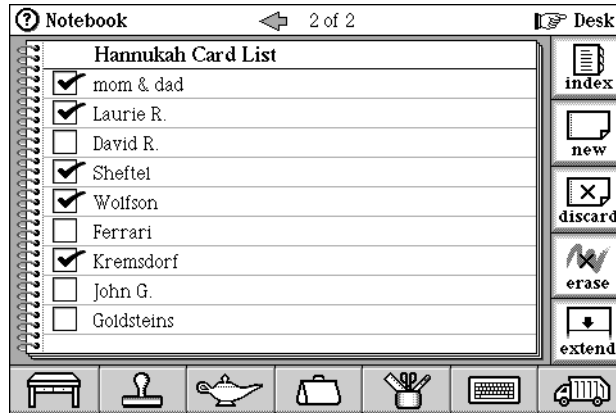 ? Notebook 2 of 2 Desk
Hannukah Card List
mom & dad
Laurie R.
David R.
Sheftel
Wolfson
Ferrari
Kremsdorf
John G.
Goldsteins
index
new
discard
erase
extend